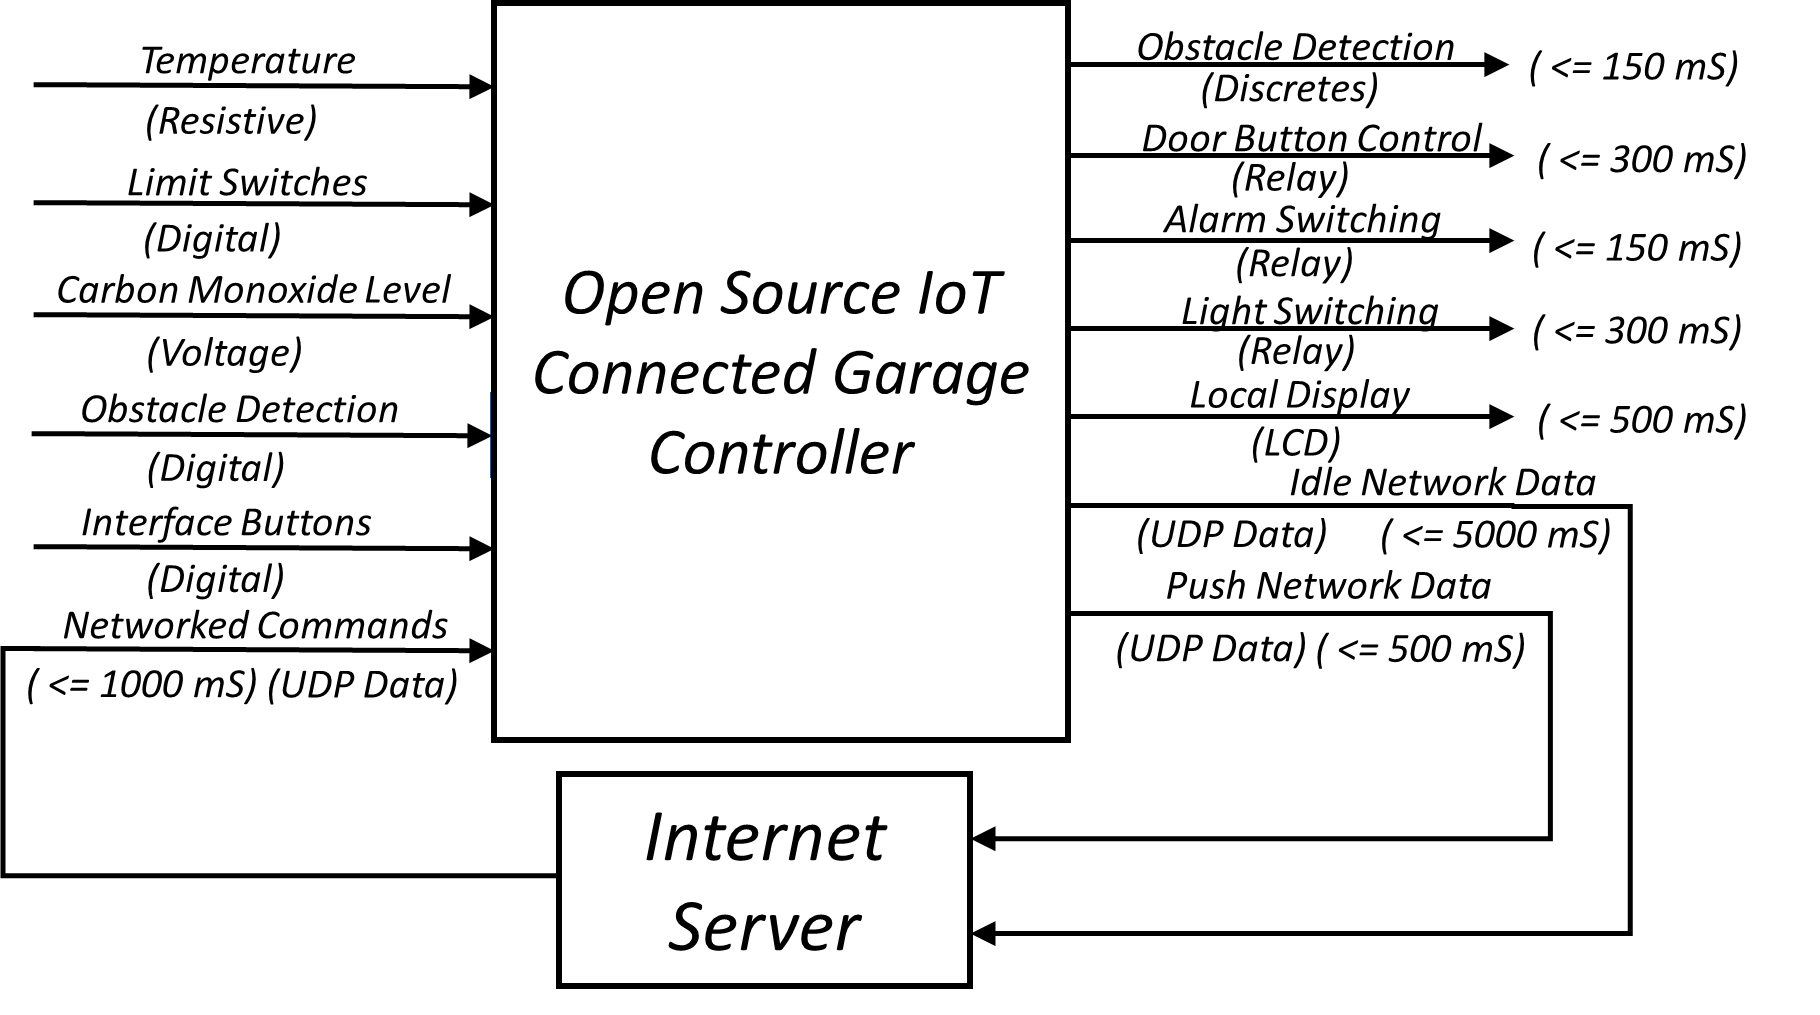 Temperature
(Resistive)
Limit Switches
(Digital)
Carbon Monoxide Level
(Voltage)
Obstacle Detection
(Digital)
Interface Buttons
(Digital)
Networked Commands
( <= 1000 mS) (UDP Data)
Open Source IoT
Connected Garage
Controller
Obstacle Detection
(Discretes)
( <= 150 mS)
Door Button Control
(Relay)
( <= 300 mS)
Alarm Switching
(Relay)
( <= 150 mS)
Light Switching
(Relay)
( <= 300 mS)
Local Display
(LCD)
( <= 500 mS)
Idle Network Data
(UDP Data) ( <= 5000 mS)
Push Network Data
(UDP Data) ( <= 500 mS)
Internet
Server